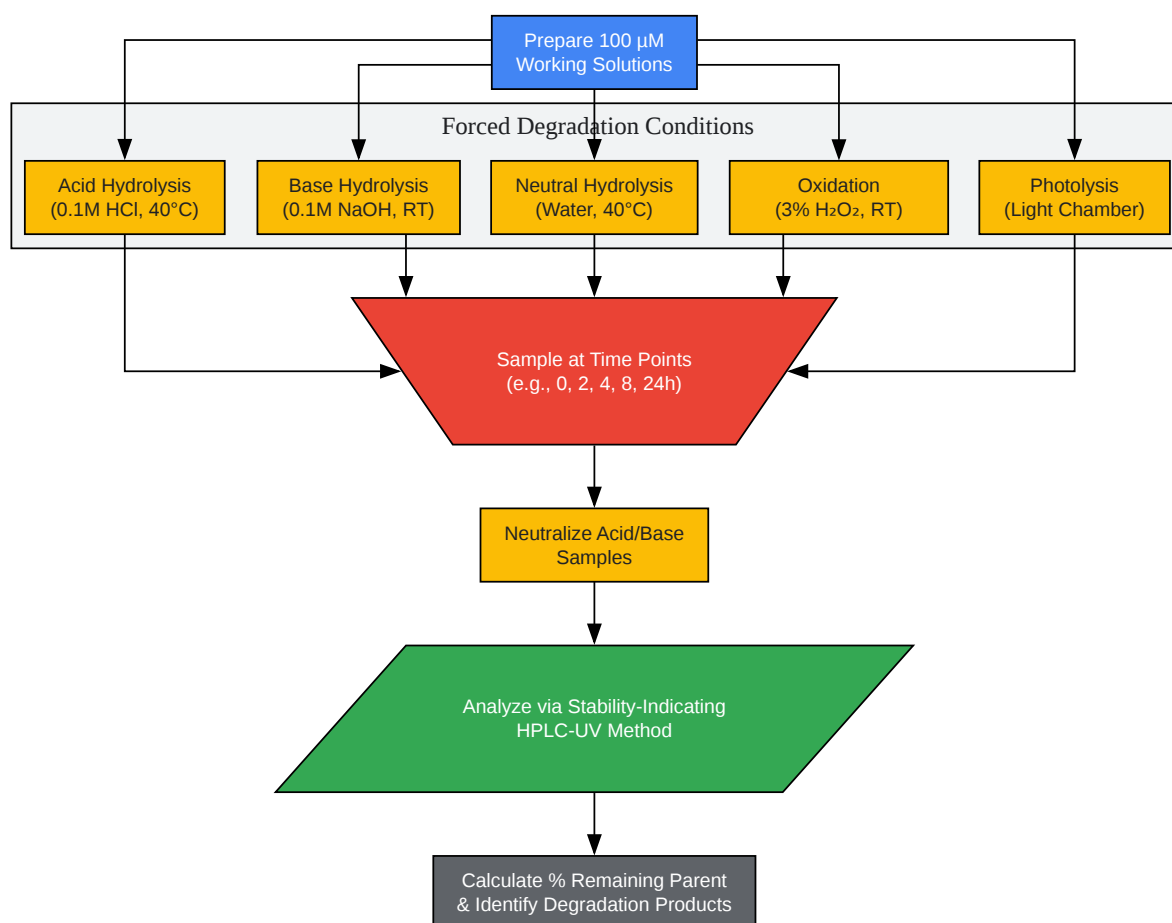 Prepare 100 µM
Working Solutions
Forced Degradation Conditions
Acid Hydrolysis
(0.1M HCl, 40°C)
Base Hydrolysis
(0.1M NaOH, RT)
Neutral Hydrolysis
(Water, 40°C)
Oxidation
(3% H₂O₂, RT)
Photolysis
(Light Chamber)
Sample at Time Points
(e.g., 0, 2, 4, 8, 24h)
Neutralize Acid/Base
Samples
Analyze via Stability-Indicating
HPLC-UV Method
Calculate % Remaining Parent
& Identify Degradation Products